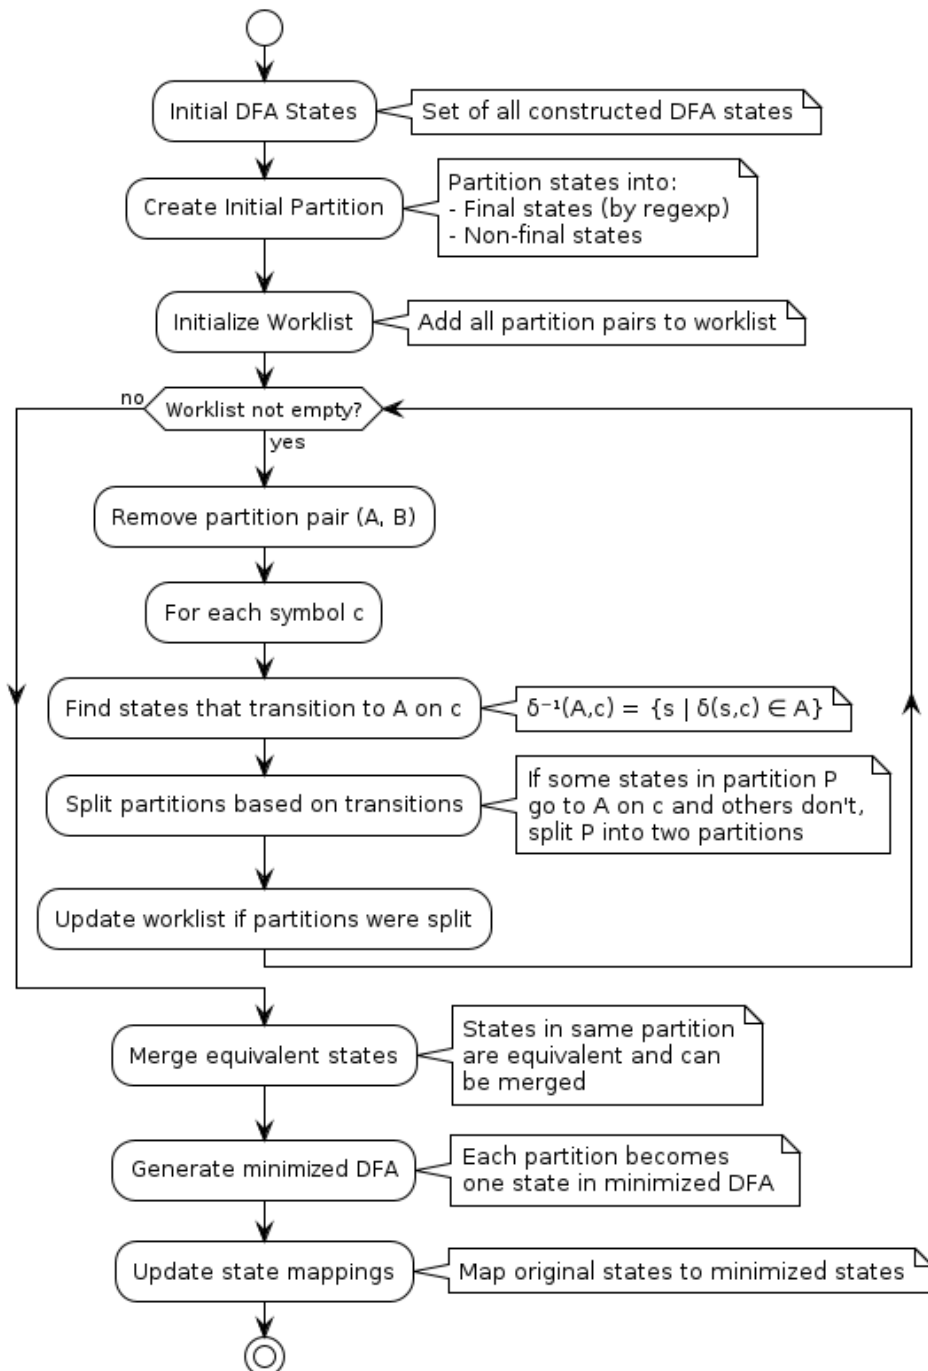 Initial DFA States
Set of all constructed DFA states
Create Initial Partition
Partition states into:
- Final states (by regexp)
- Non-final states
Initialize Worklist
Add all partition pairs to worklist
no
Worklist not empty?
yes
Remove partition pair (A, B)
For each symbol c
Find states that transition to A on c
δ⁻¹(A,c) = {s | δ(s,c) ∈ A}
Split partitions based on transitions
If some states in partition P
go to A on c and others don't,
split P into two partitions
Update worklist if partitions were split
Merge equivalent states
States in same partition
are equivalent and can
be merged
Generate minimized DFA
Each partition becomes
one state in minimized DFA
Update state mappings
Map original states to minimized states